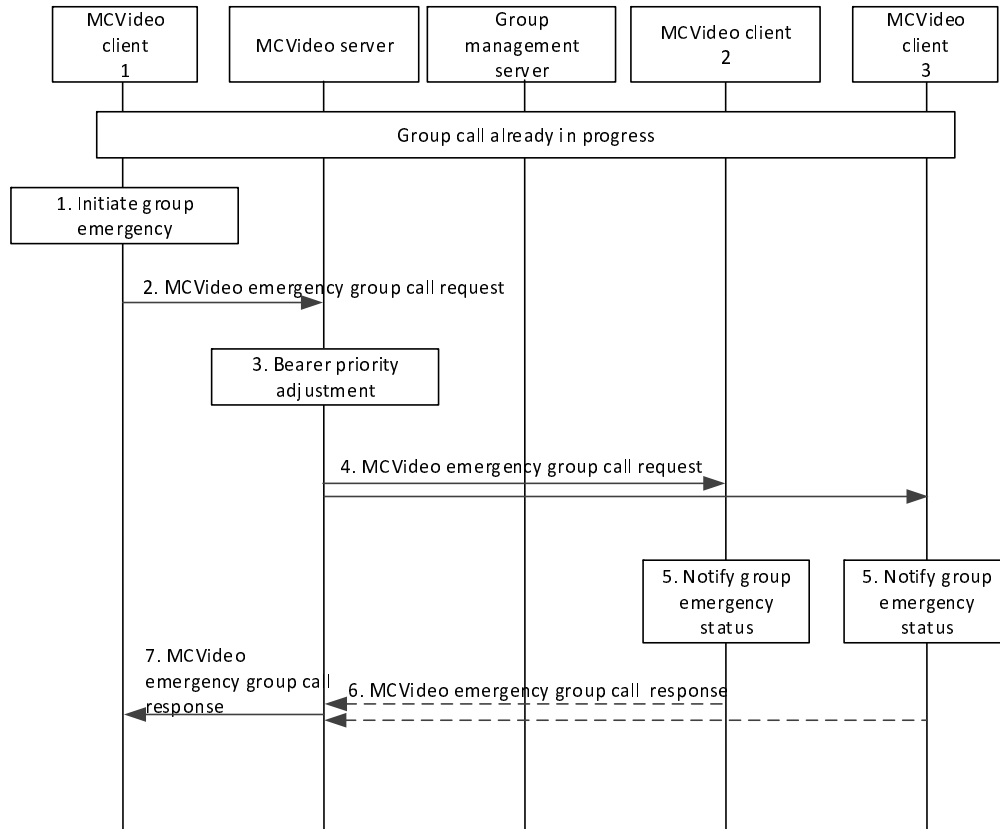 MCVideo
client
1
MCVideo server
Group
management
server
MCVideo client
2
MCVideo
client
3
Group call already in progress
1. Initiate group
emergency
2. MCVideo emergency group call request
3. Bearer priority
adjustment
4. MCVideo emergency group call request
5. Notify group
emergency
status
5. Notify group
emergency
status
7. MCVideo
emergency group call
response
6. MCVideo emergency group call response